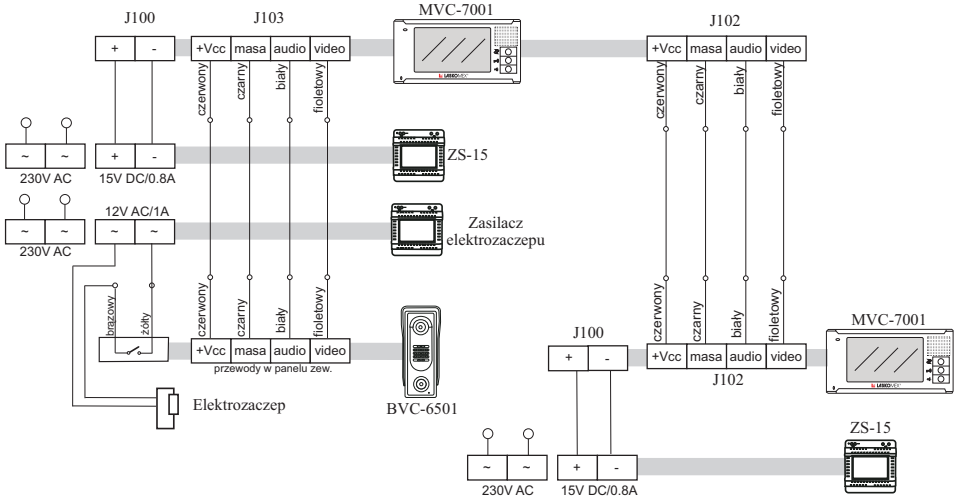 MVC-7001
J100
J103
J102
+ -
+Vcc masa audio video
+Vcc masa audio video
LASKOMEX
czerwony
czarny
biały
fioletowy
czerwony
czarny
biały
fioletowy
~ ~
+ -
ZS-15
230V AC
15V DC/0.8A
12V AC/1A
~ ~
~ ~
Zasilacz
elektrozaczepu
230V AC
brązowy
żółty
czerwony
czarny
biały
fioletowy
czerwony
czarny
biały
fioletowy
+Vcc masa audio video
przewody w panelu zew.
BVC-6501
Elektrozaczep
J100
+ -
+Vcc masa audio video
J102
MVC-7001
LASKOMEX
ZS-15
~ ~
+ -
230V AC
15V DC/0.8A